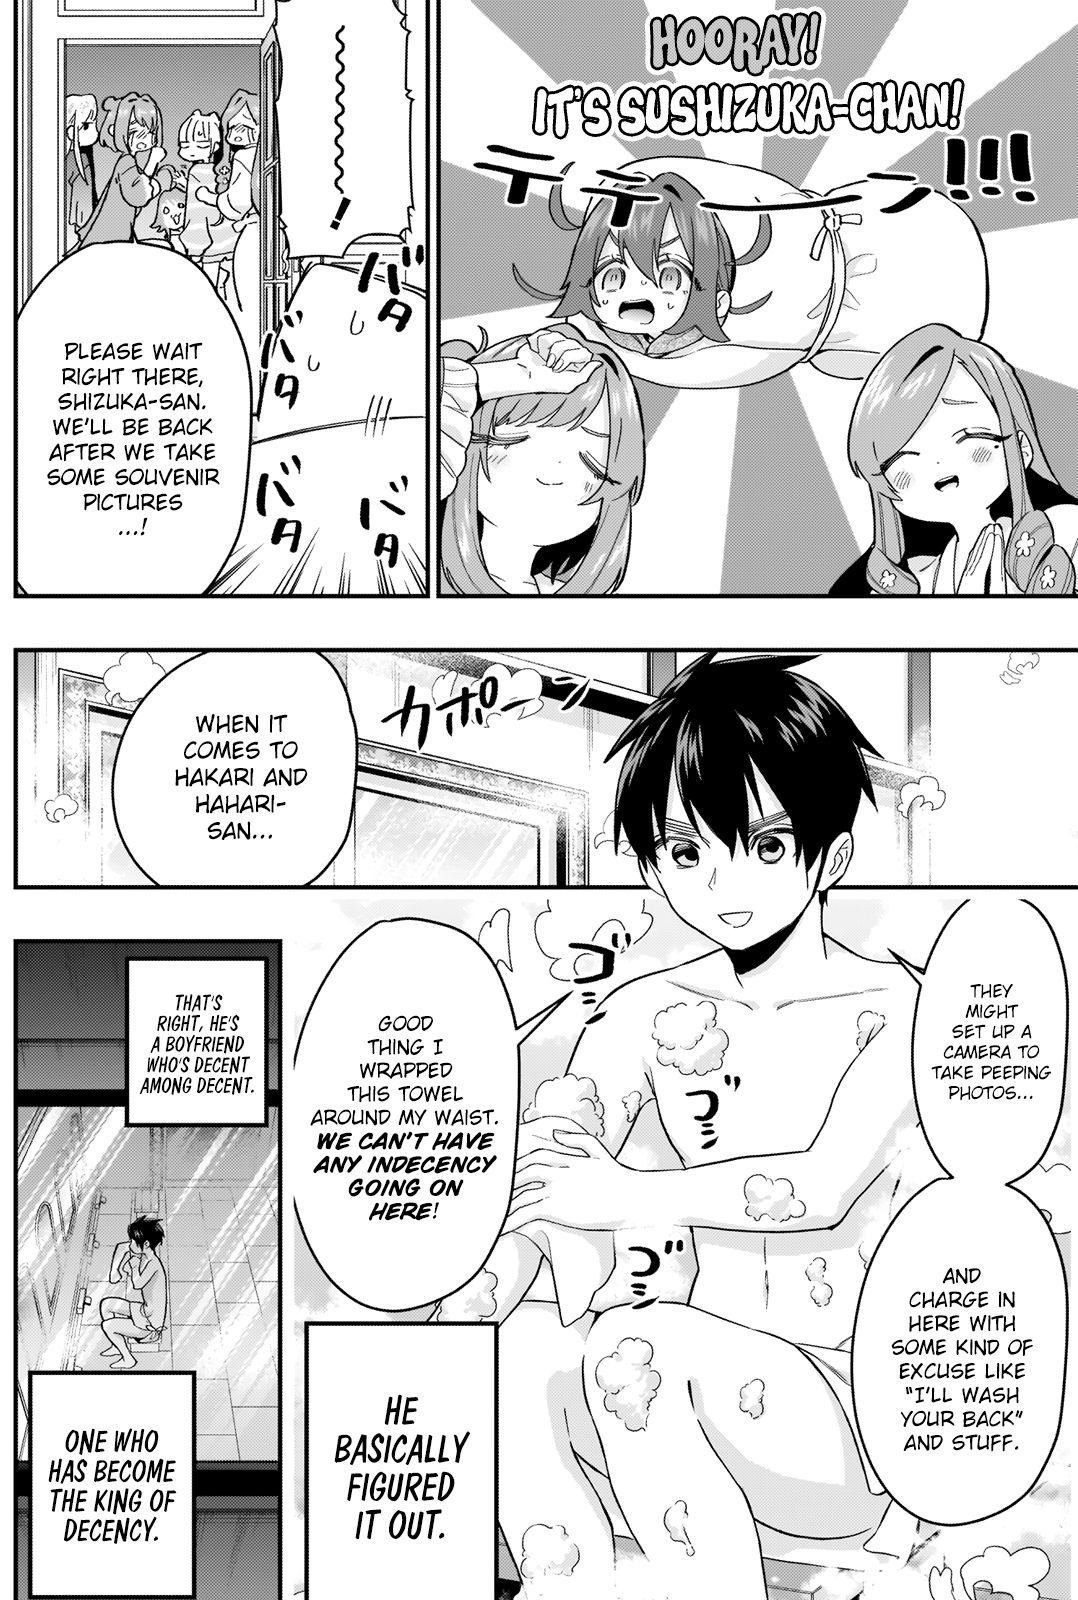 HOORAY!
IT'S SUSHIZUKA-CHAN!
テテテーーン!!!
~~~~~!
バタ
バタ
バタ
バタ
PLEASE WAIT
RIGHT THERE,
SHIZUKA-SAN.
WE'LL BE BACK
AFTER WE TAKE
SOME SOUVENIR
PICTURES
...!
カポーン
WHEN IT
COMES TO
HAKARI AND
HAHARI-
SAN...
THEY
MIGHT
SET UP A
CAMERA TO
TAKE PEEPING
PHOTOS...
AND
CHARGE IN
HERE WITH
SOME KIND OF
EXCUSE LIKE
"I'LL WASH
YOUR BACK"
AND STUFF.
ゴシ
ゴシ
ゴシ
GOOD
THING I
WRAPPED
THIS TOWEL
AROUND MY WAIST.
WE CAN'T HAVE
ANY INDECENCY
GOING ON
HERE!
HE
BASICALLY
FIGURED
IT OUT.
THAT'S
RIGHT, HE'S
A BOYFRIEND
WHO'S DECENT
AMONG DECENT.
ONE WHO
HAS BECOME
THE KING OF
DECENCY.